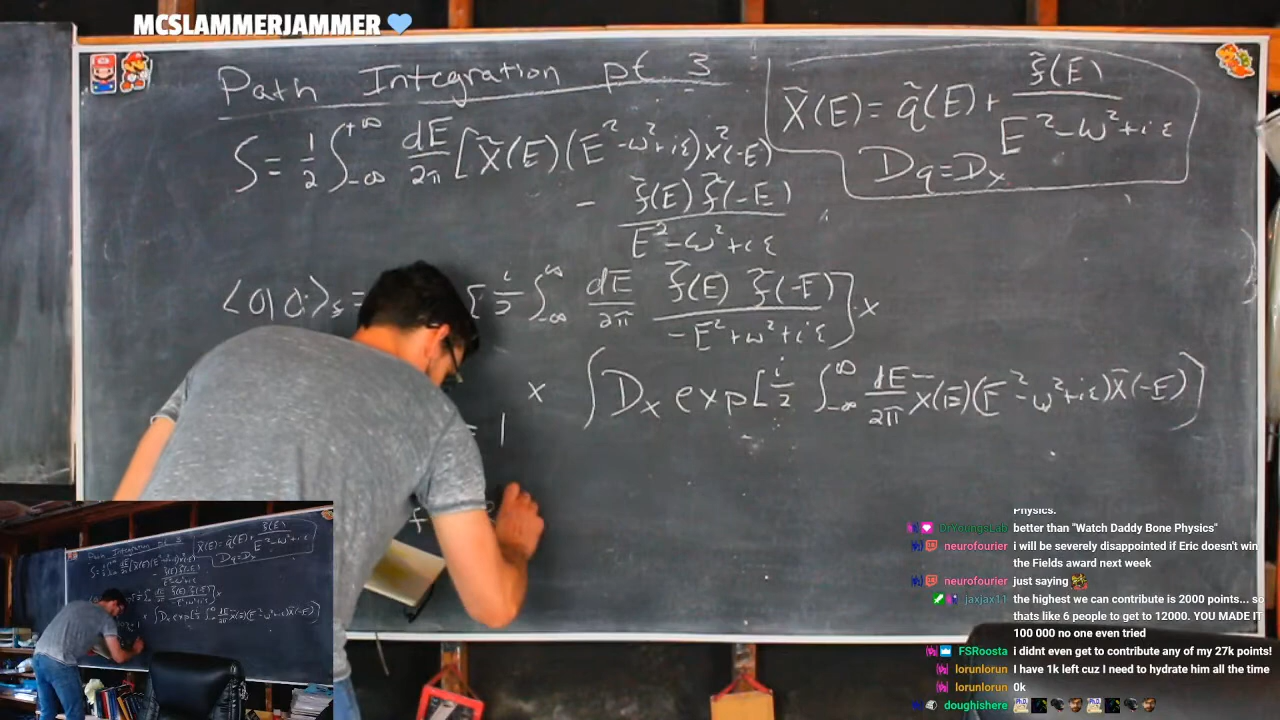 MCSLAMMERJAMMER
Path Integration pt 3
S = 1/2 ∫_{-∞}^{+∞} dE/2π [ x̃(E)(E²-ω²+iε)x̃(-E)
- f̃(E) f̃(-E) / E²-ω²+iε
x̃(E) = q̃(E) + f̃(E) / E²-ω²+iε
Dq = Dx
⟨0|0⟩_f =
[ i/2 ∫_{-∞}^{∞} dE/2π f̃(E) f̃(-E) / -E²+ω²+iε ] ×
× ∫ Dx exp[ i/2 ∫_{-∞}^{∞} dE/2π x̃(E)(E²-ω²+iε)x̃(-E) ]
= 1
Physics.
DrYoungsLab better than "Watch Daddy Bone Physics"
neurofourier i will be severely disappointed if Eric doesn't win
the Fields award next week
neurofourier just saying
jaxjax11 the highest we can contribute is 2000 points... so
thats like 6 people to get to 12000. YOU MADE IT
100 000 no one even tried
FSRoosta i didnt even get to contribute any of my 27k points!
lorunlorun I have 1k left cuz I need to hydrate him all the time
lorunlorun 0k
doughishere